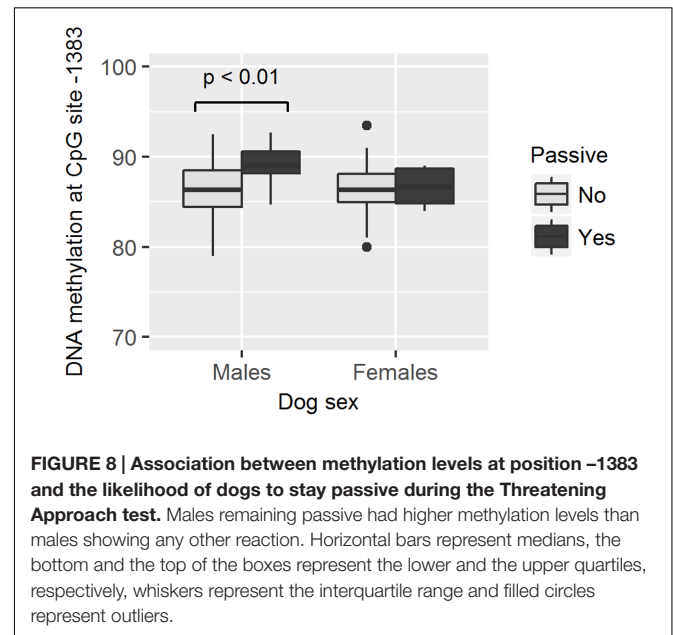 DNA methylation at CpG site -1383
100
90
80
70
p < 0.01
Males
Females
Dog sex
Passive
No
Yes
FIGURE 8 | Association between methylation levels at position –1383
and the likelihood of dogs to stay passive during the Threatening
Approach test. Males remaining passive had higher methylation levels than
males showing any other reaction. Horizontal bars represent medians, the
bottom and the top of the boxes represent the lower and the upper quartiles,
respectively, whiskers represent the interquartile range and filled circles
represent outliers.